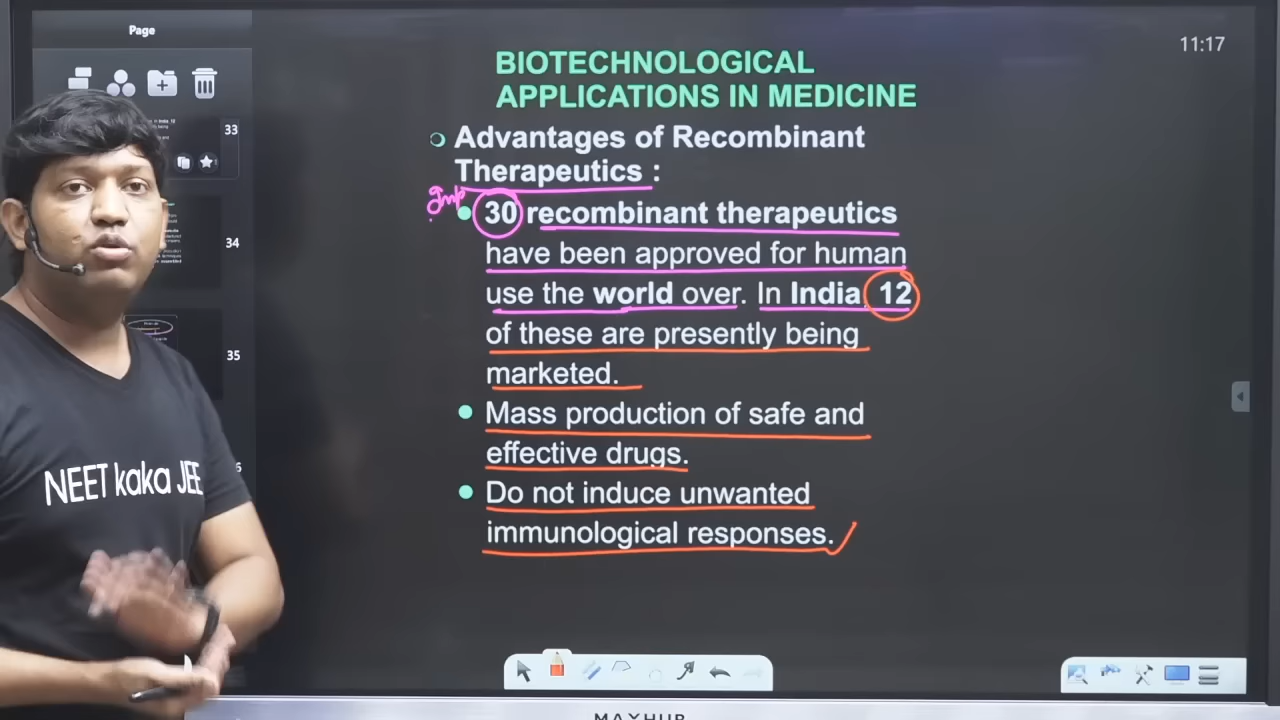 Page
11:17
33
34
35
BIOTECHNOLOGICAL
APPLICATIONS IN MEDICINE
Advantages of Recombinant
Therapeutics :
Imp
30 recombinant therapeutics
have been approved for human
use the world over. In India 12
of these are presently being
marketed.
Mass production of safe and
effective drugs.
Do not induce unwanted
immunological responses.
NEET kaka JEE
MAXHUB